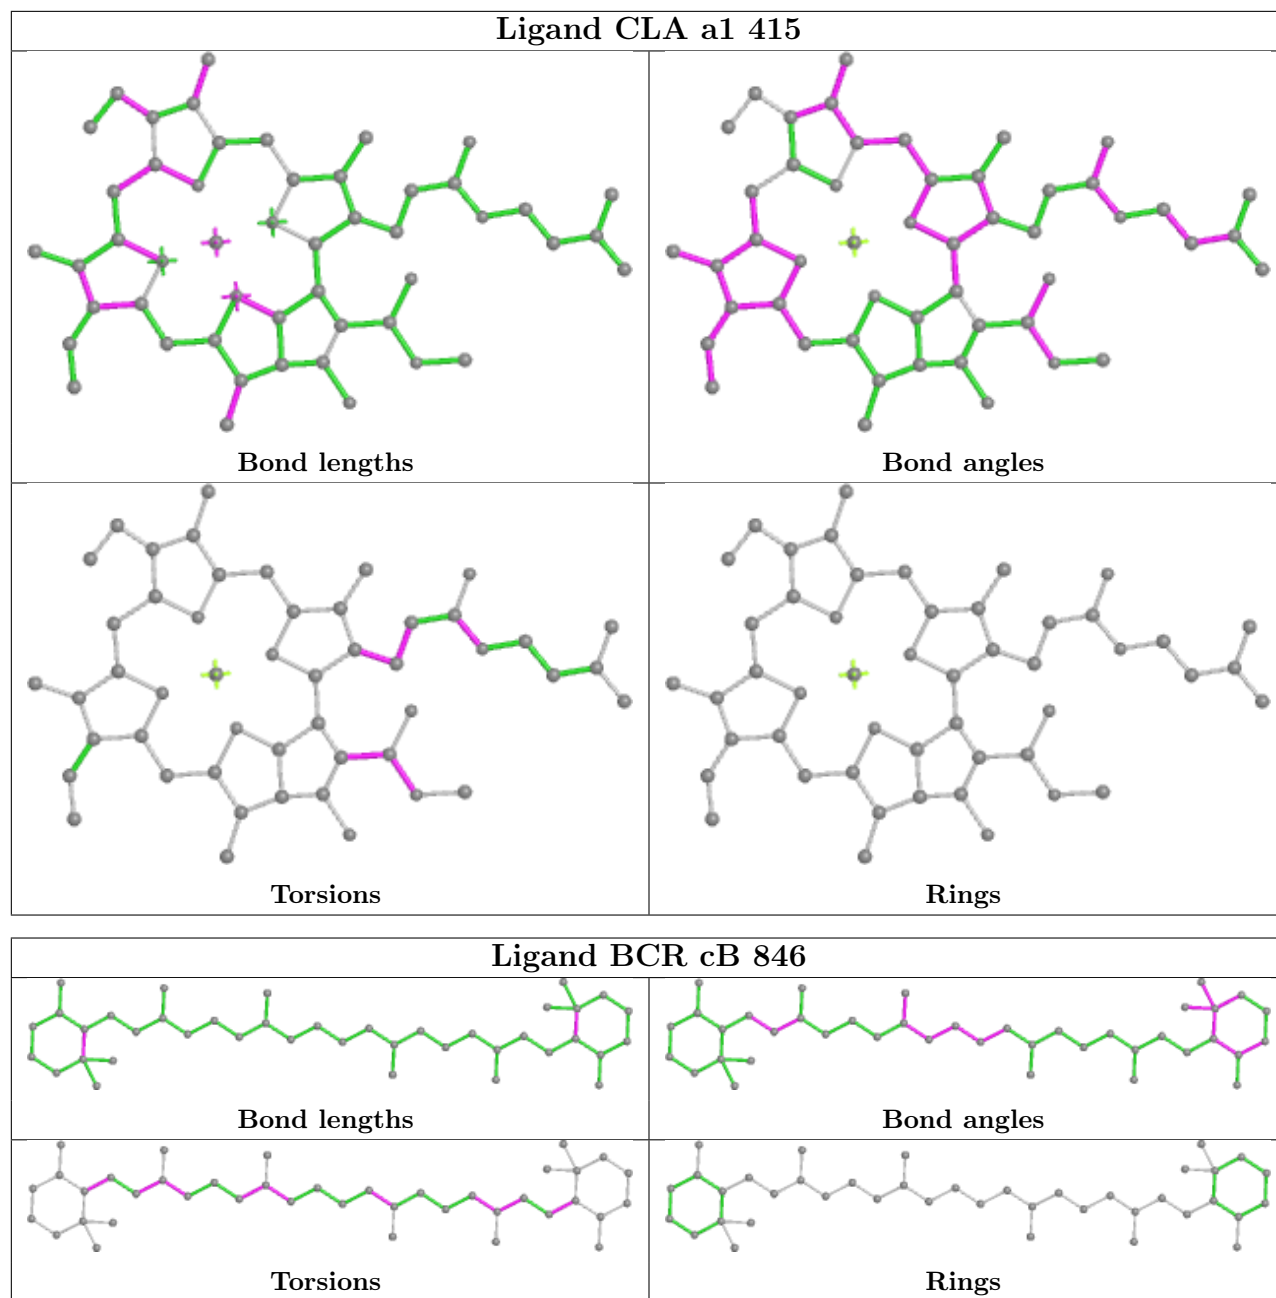 Ligand CLA a1 415
Bond lengths
Bond angles
Torsions
Rings
Ligand BCR cB 846
Bond lengths
Bond angles
Torsions
Rings